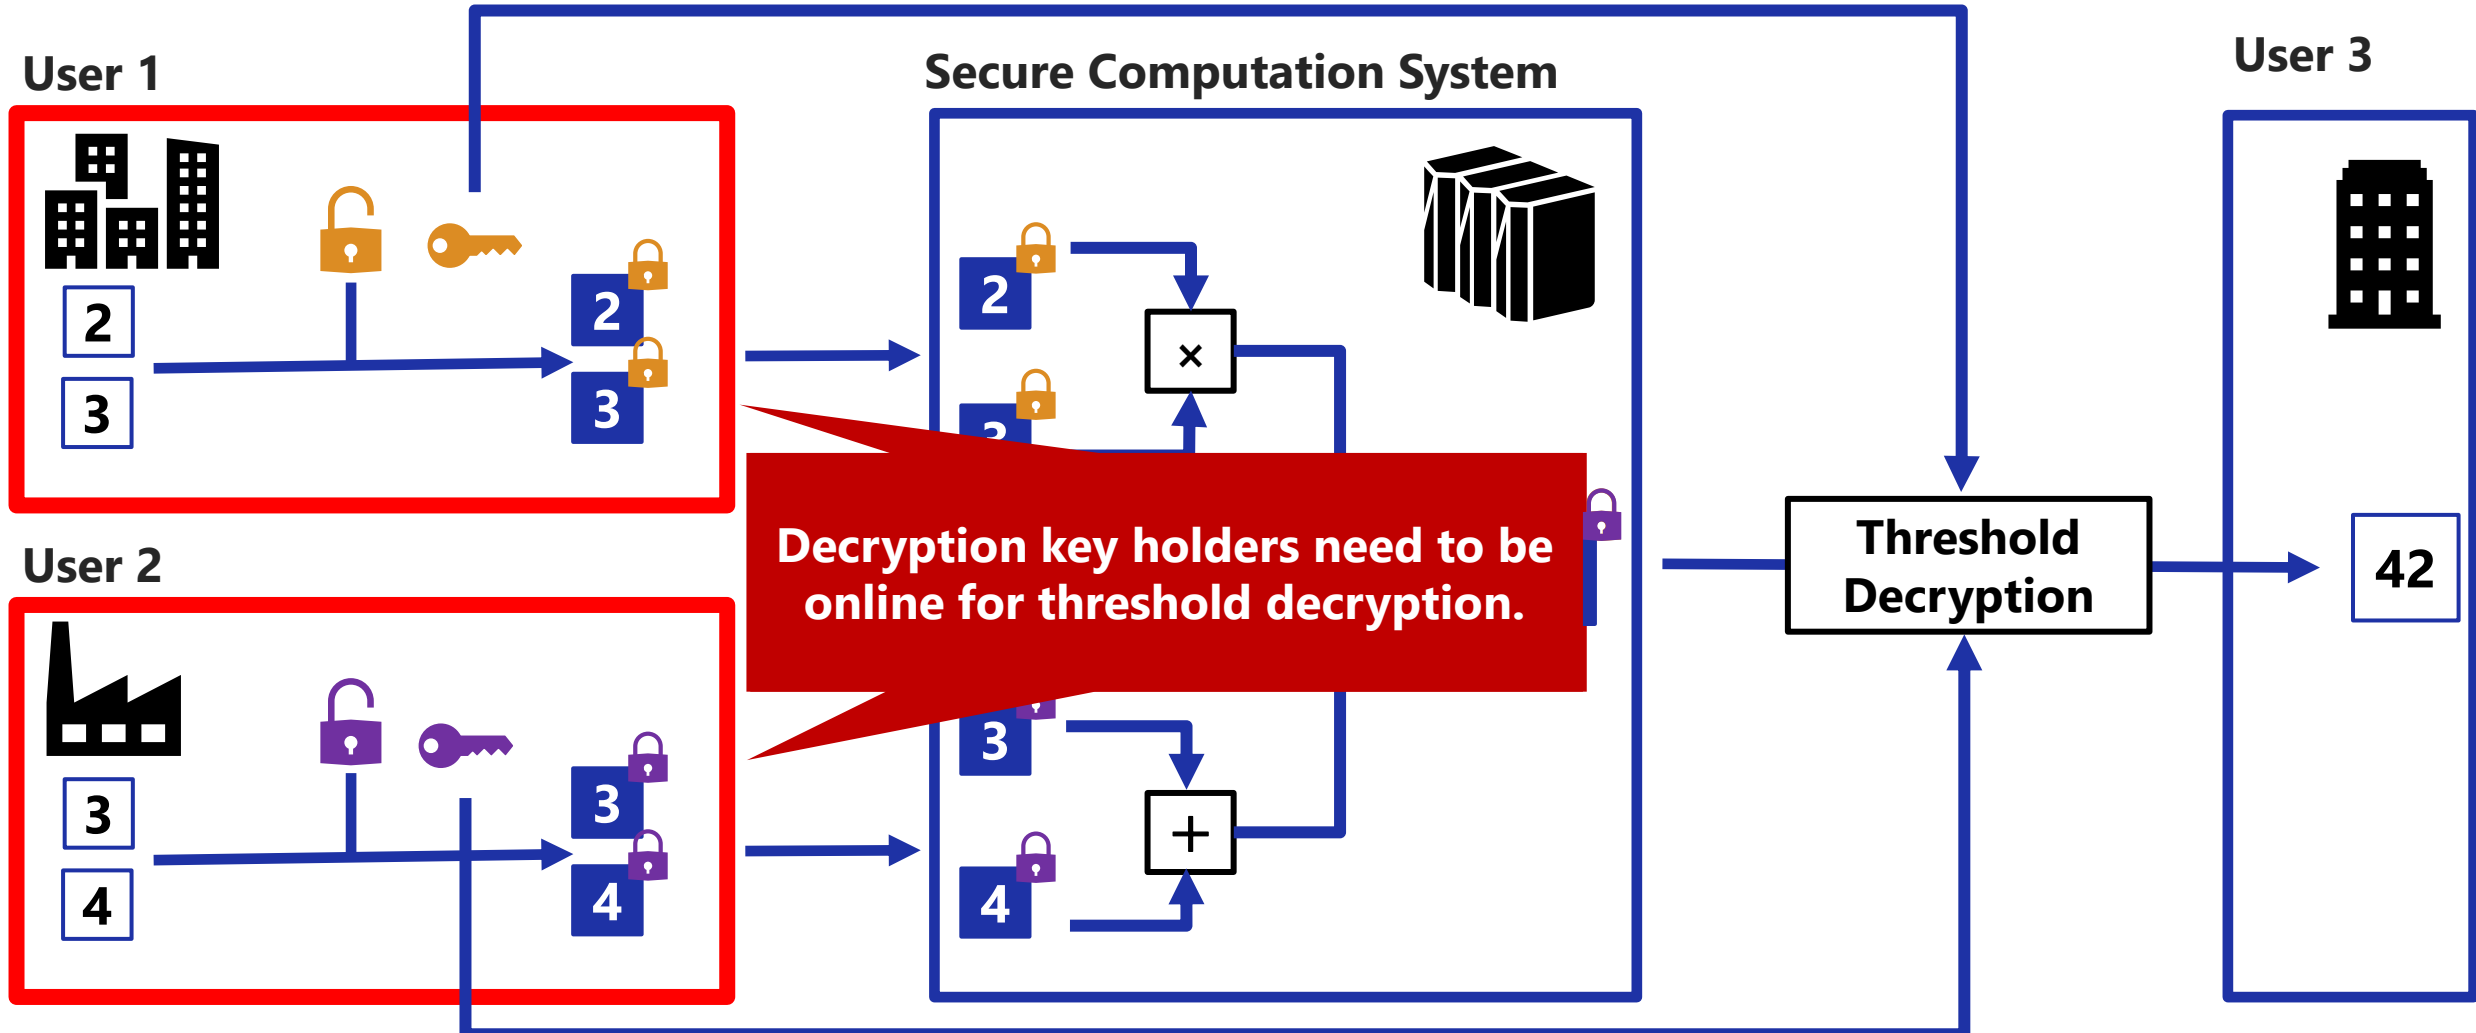 User 1
Secure Computation System
User 3
2
3
2
3
2
3
×
Decryption key holders need to be
online for threshold decryption.
Threshold
Decryption
42
User 2
3
4
3
4
3
4
+